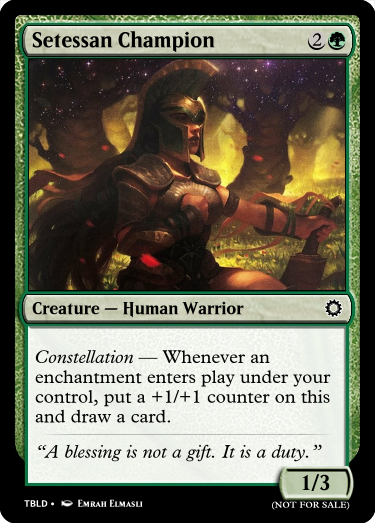 Setessan Champion 2
Creature — Human Warrior
Constellation — Whenever an
enchantment enters play under your
control, put a +1/+1 counter on this
and draw a card.
“A blessing is not a gift. It is a duty.”
1/3
TBLD • Emrah Elmasli
(NOT FOR SALE)